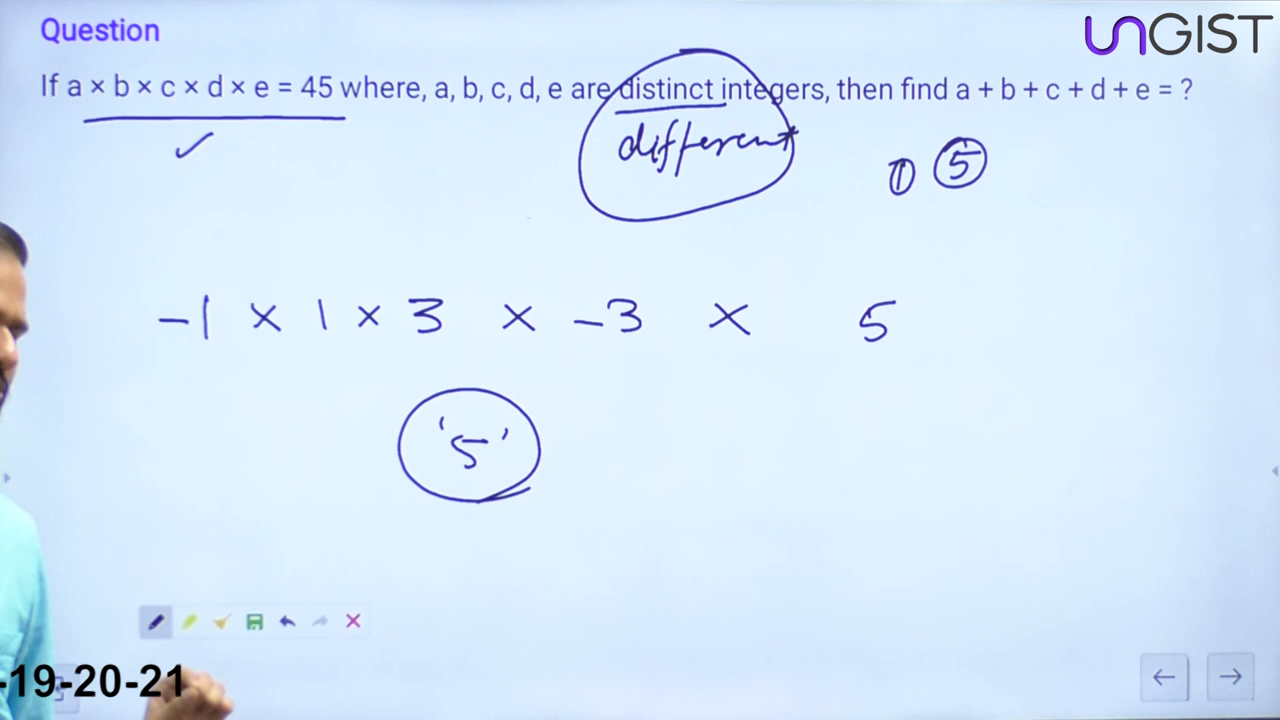 Question
UNGIST
If a × b × c × d × e = 45 where, a, b, c, d, e are distinct integers, then find a + b + c + d + e = ?
different
① ⑤
-1 × 1 × 3 × -3 × 5
'5'
-19-20-21